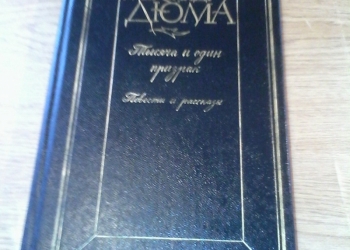 ДЮМА
Тысяча и один
призрак
Повести и рассказы